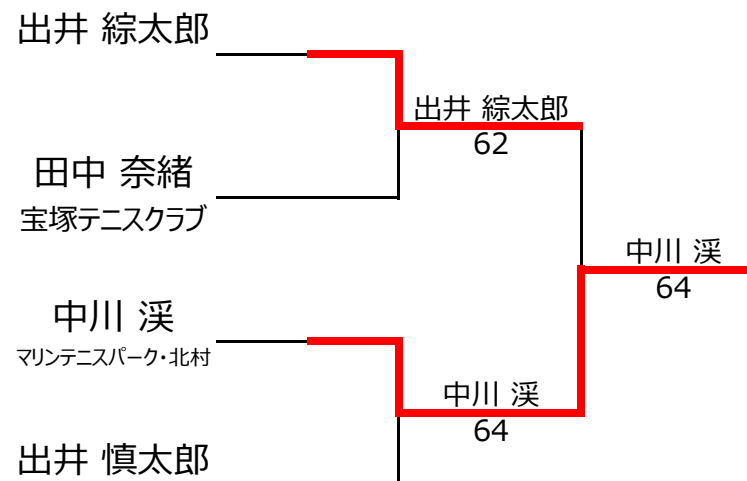 出井 綜太郎
出井 綜太郎
62
田中 奈緒
宝塚テニスクラブ
中川 渓
64
中川 渓
マリンテニスパーク・北村
中川 渓
64
出井 慎太郎